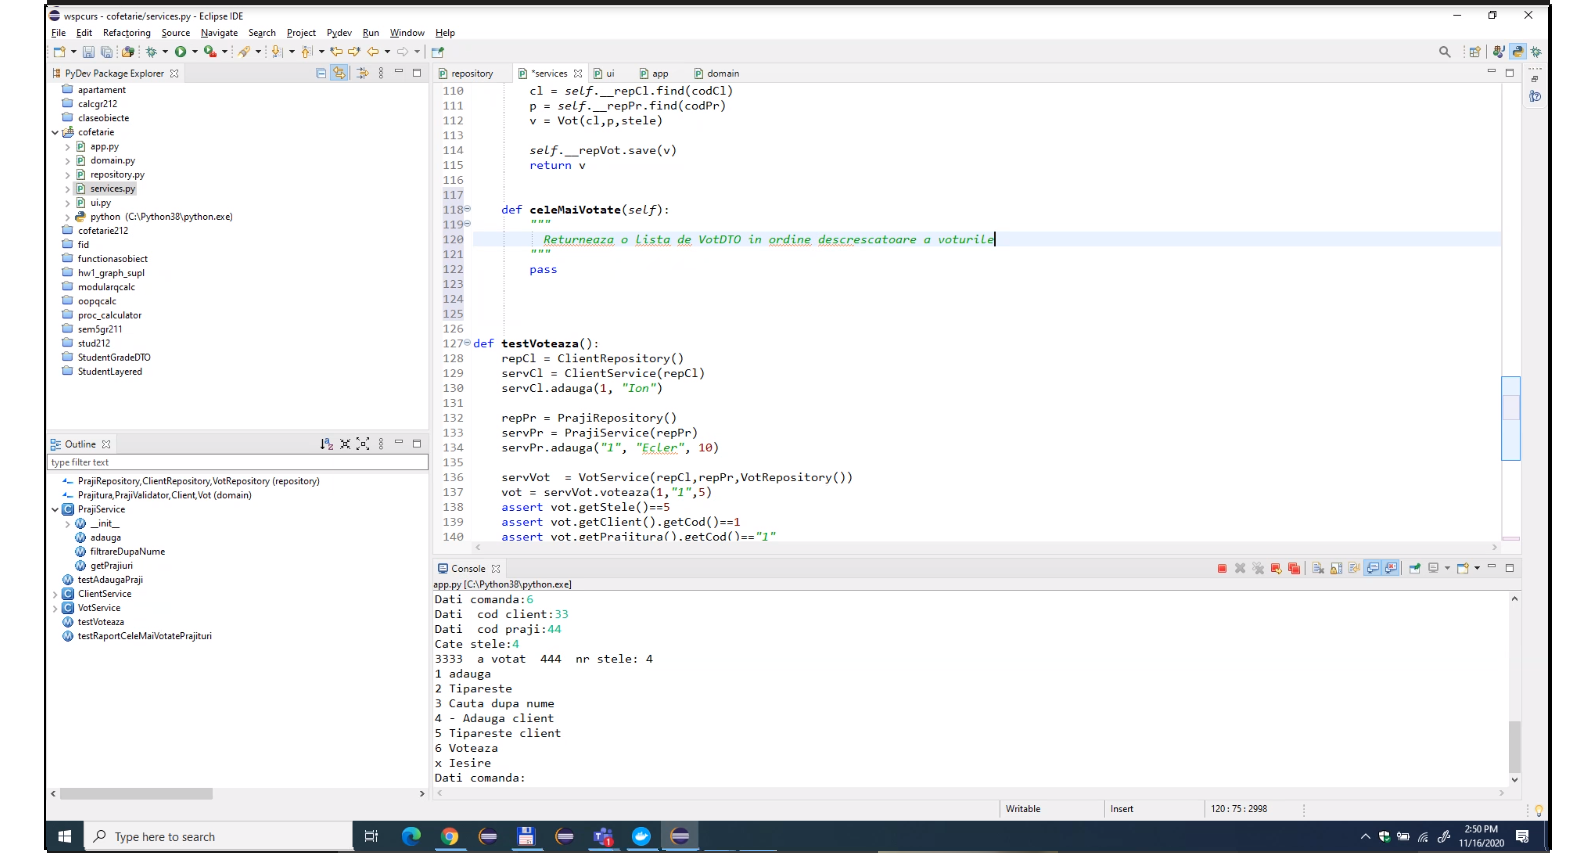 wspcurs - cofetarie/services.py - Eclipse IDE
File Edit Refactoring Source Navigate Search Project Pydev Run Window Help
PyDev Package Explorer
apartament
calcgr212
claseobiecte
cofetarie
app.py
domain.py
repository.py
services.py
ui.py
python (C:\Python38\python.exe)
cofetarie212
fid
functionasobiect
hw1_graph_supl
modularqcalc
oopqcalc
proc_calculator
sem5gr211
stud212
StudentGradeDTO
StudentLayered
Outline
type filter text
PrajiRepository,ClientRepository,VotRepository (repository)
Prajitura,PrajiValidator,Client,Vot (domain)
PrajiService
__init__
adauga
filtrareDupaNume
getPrajiuri
testAdaugaPraji
ClientService
VotService
testVoteaza
testRaportCeleMaiVotatePrajituri
repository *services ui app domain
110 cl = self.__repCl.find(codCl)
111 p = self.__repPr.find(codPr)
112 v = Vot(cl,p,stele)
113
114 self.__repVot.save(v)
115 return v
116
117
118 def celeMaiVotate(self):
119 """
120 Returneaza o lista de VotDTO in ordine descrescatoare a voturile
121 """
122 pass
123
124
125
126
127 def testVoteaza():
128 repCl = ClientRepository()
129 servCl = ClientService(repCl)
130 servCl.adauga(1, "Ion")
131
132 repPr = PrajiRepository()
133 servPr = PrajiService(repPr)
134 servPr.adauga("1", "Ecler", 10)
135
136 servVot  = VotService(repCl,repPr,VotRepository())
137 vot = servVot.voteaza(1,"1",5)
138 assert vot.getStele()==5
139 assert vot.getClient().getCod()==1
140 assert vot.getPrajitura().getCod()=="1"
Console
app.py [C:\Python38\python.exe]
Dati comanda:6
Dati  cod client:33
Dati  cod praji:44
Cate stele:4
3333  a votat  444  nr stele: 4
1 adauga
2 Tipareste
3 Cauta dupa nume
4 - Adauga client
5 Tipareste client
6 Voteaza
x Iesire
Dati comanda:
Writable Insert 120 : 75 : 2998
Type here to search
2:50 PM
11/16/2020